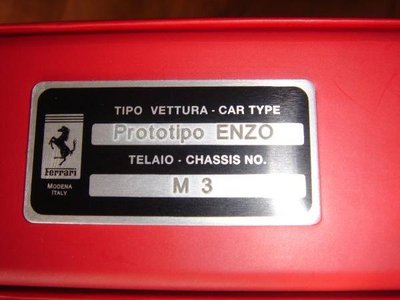 TIPO VETTURA - CAR TYPE
Prototipo ENZO
TELAIO - CHASSIS NO.
M 3
Ferrari
MODENA
ITALY